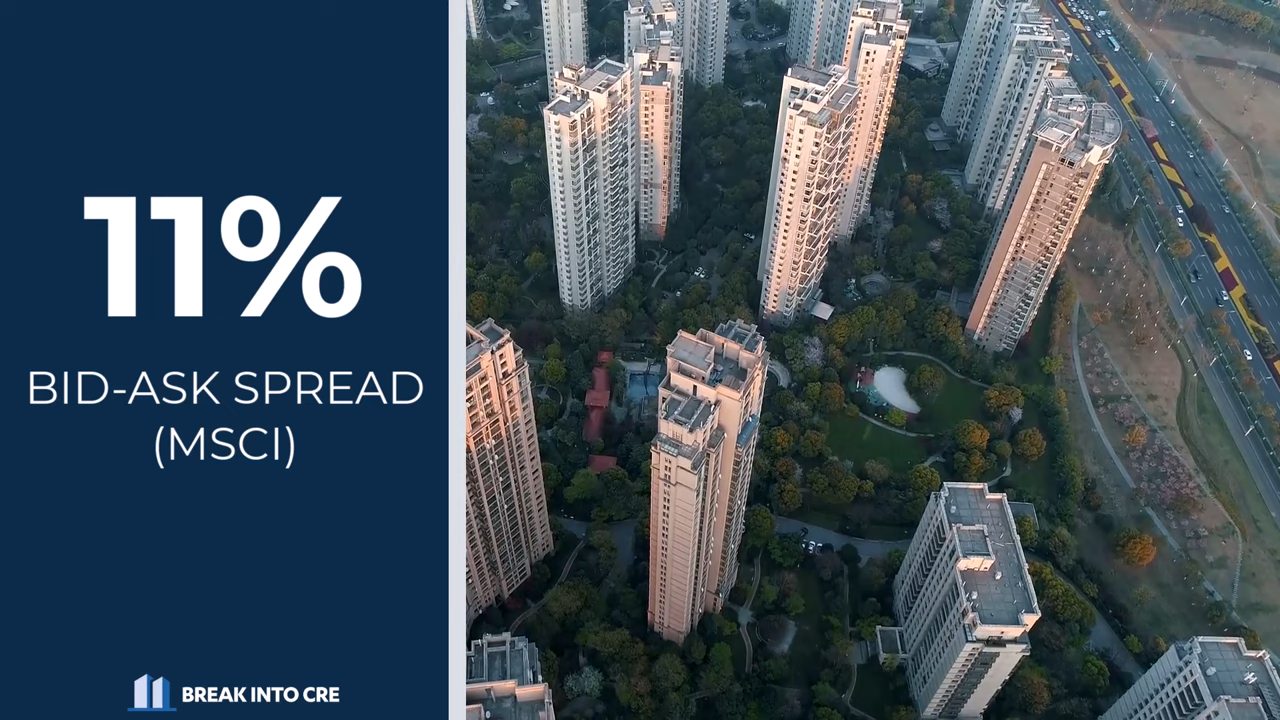 11%
BID-ASK SPREAD
(MSCI)
BREAK INTO CRE